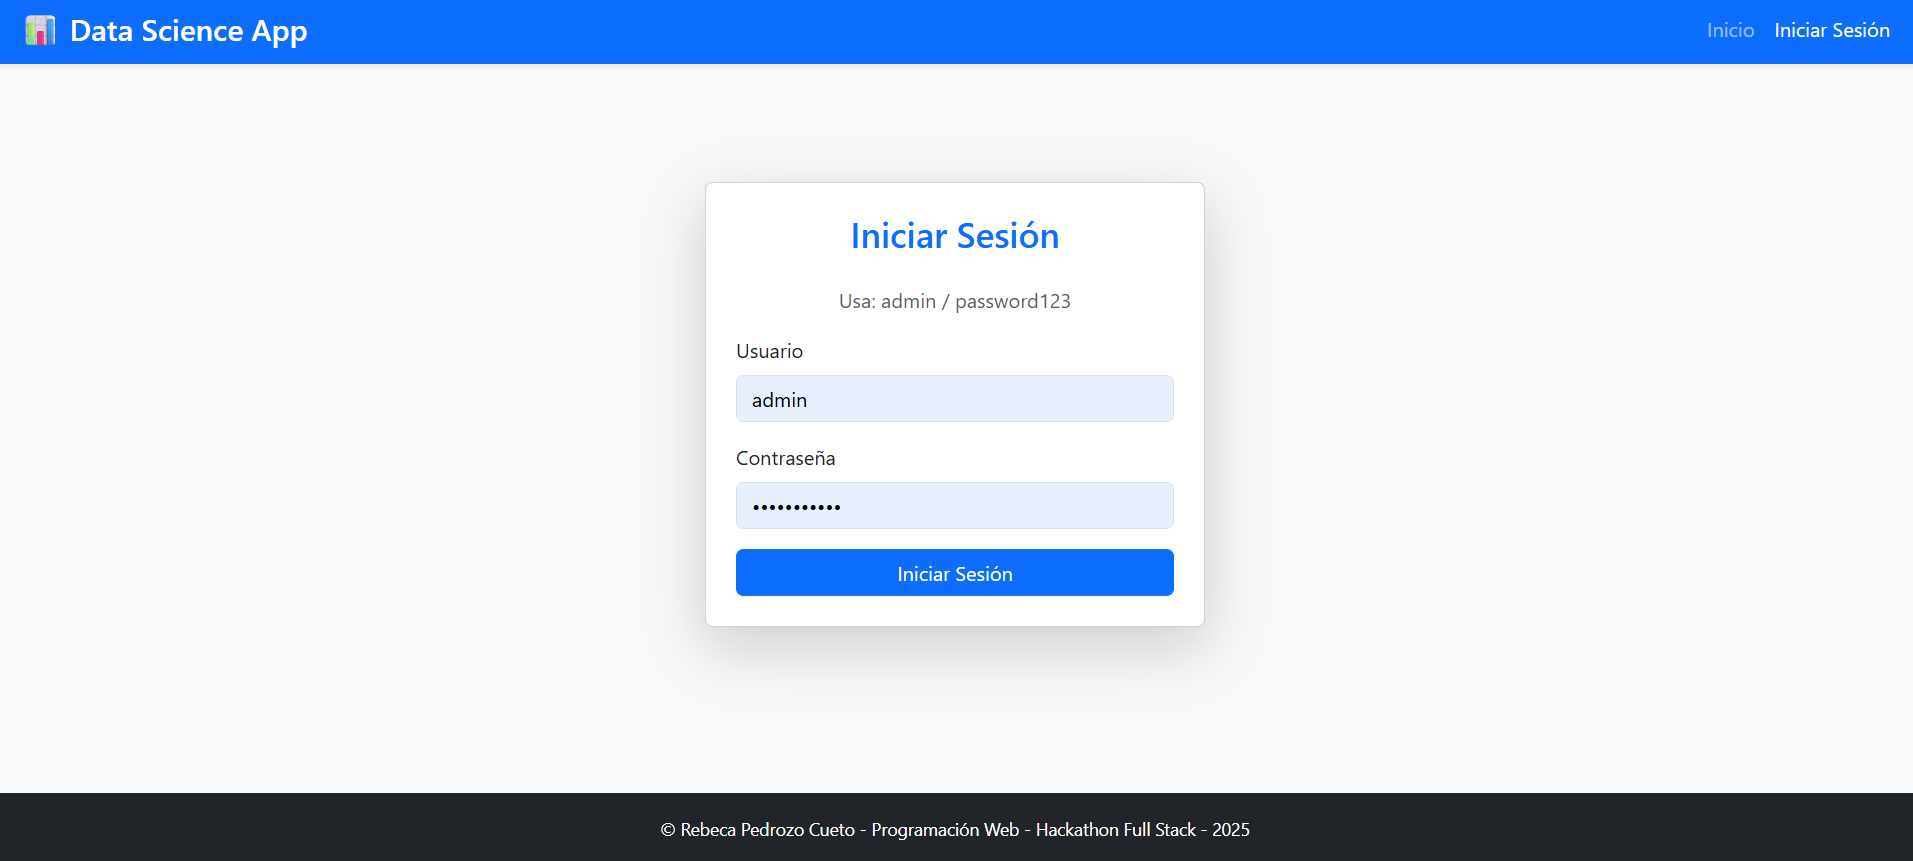 Data Science App
Inicio Iniciar Sesión
Iniciar Sesión
Usa: admin / password123
Usuario
admin
Contraseña
•••••••••••
Iniciar Sesión
© Rebeca Pedrozo Cueto - Programación Web - Hackathon Full Stack - 2025